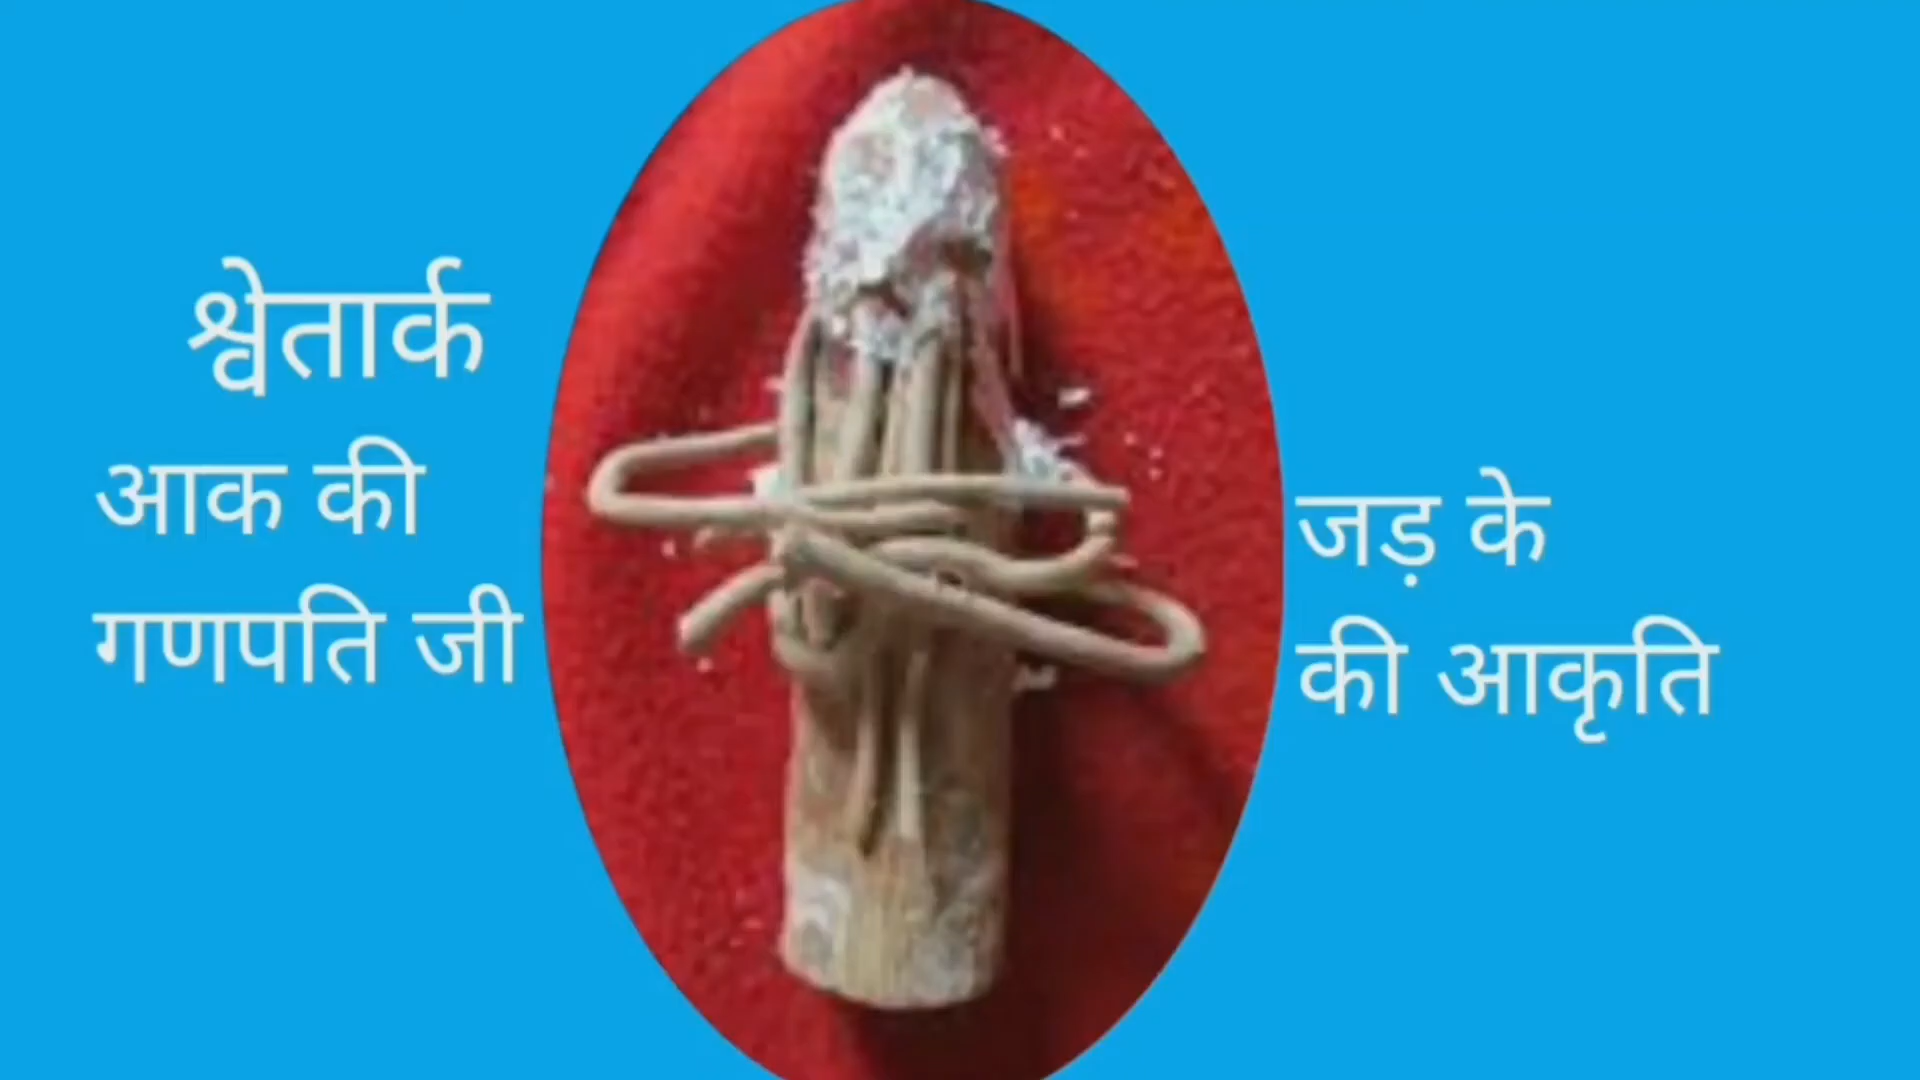 श्वेतार्क
आक की
गणपति जी
जड़ के
की आकृति